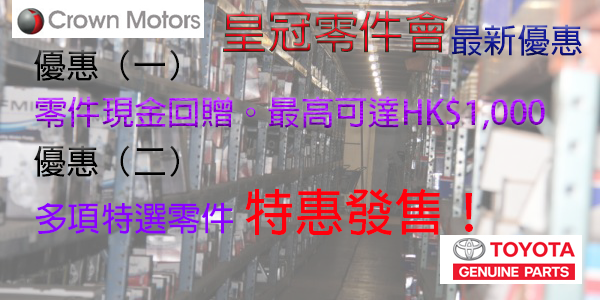 Crown Motors
皇冠零件會最新優惠
優惠（一）
零件現金回贈。最高可達HK$1,000
優惠（二）
多項特選零件 特惠發售！
TOYOTA
GENUINE PARTS